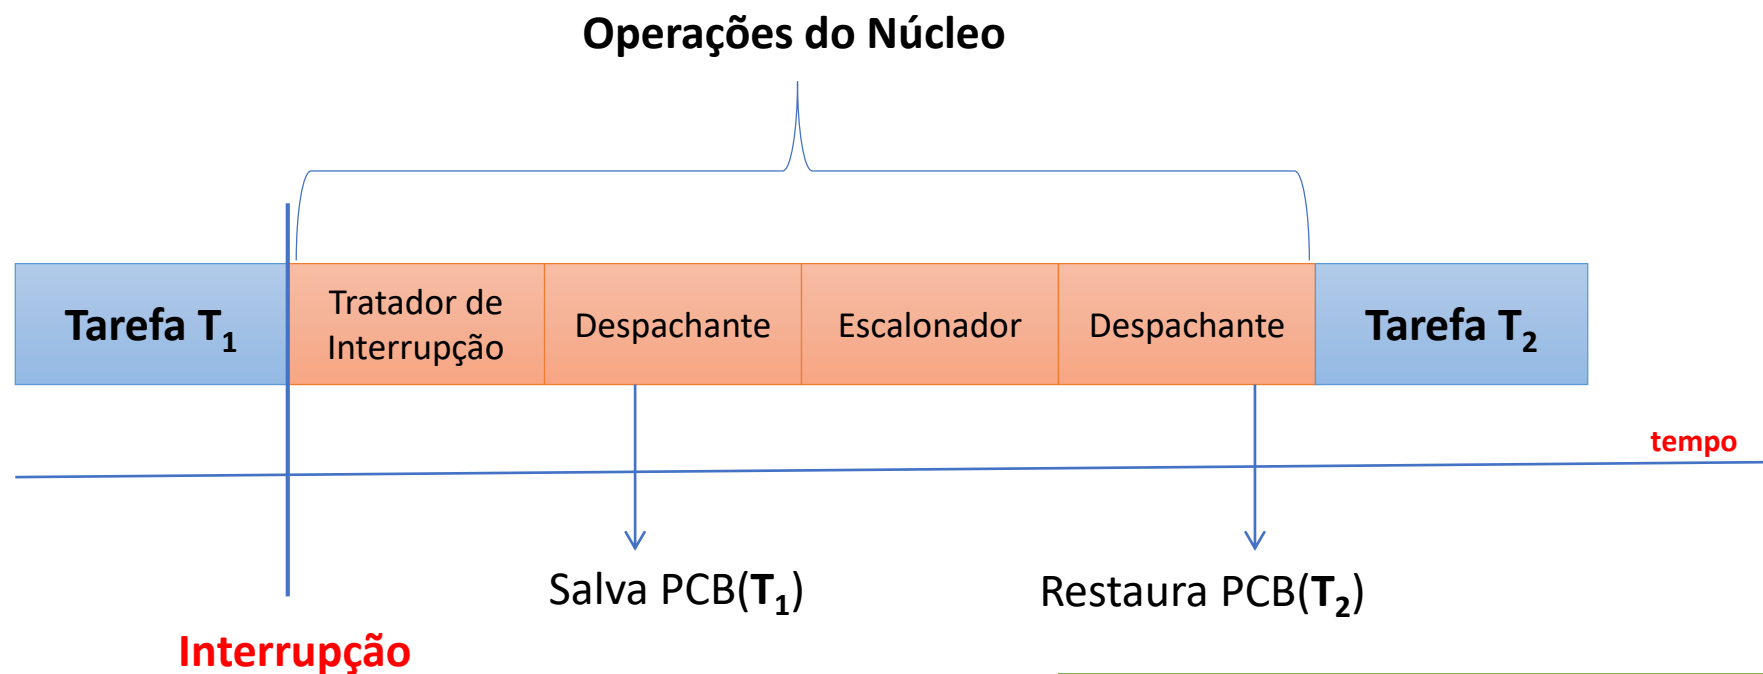 Operações do Núcleo
Tarefa T₁
Tratador de
Interrupção
Despachante
Escalonador
Despachante
Tarefa T₂
tempo
Salva PCB(T₁)
Restaura PCB(T₂)
Interrupção